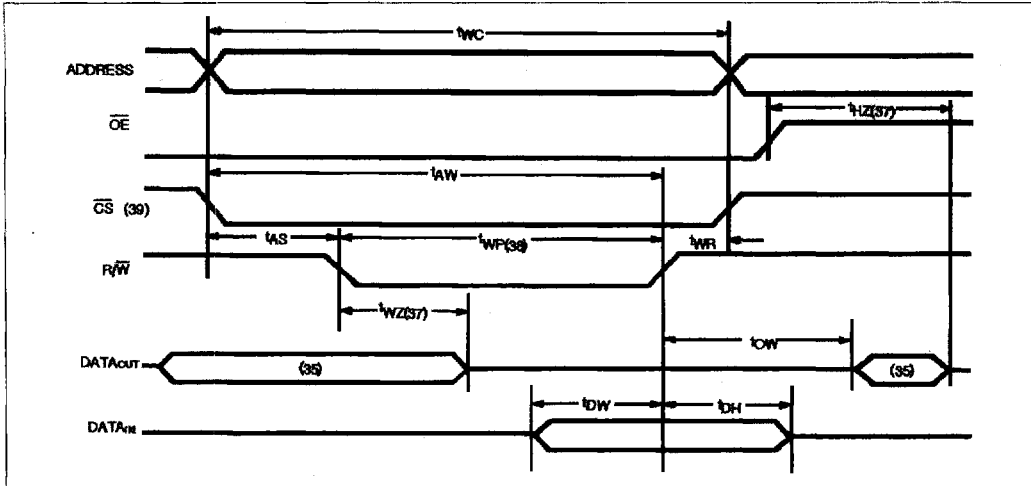 tWC
ADDRESS
OE
tHZ(37)
tAW
CS (39)
tAS
tWP(38)
tWR
R/W
tWZ(37)
tOW
DATAOUT
(35)
(35)
tDW
tDH
DATAIN